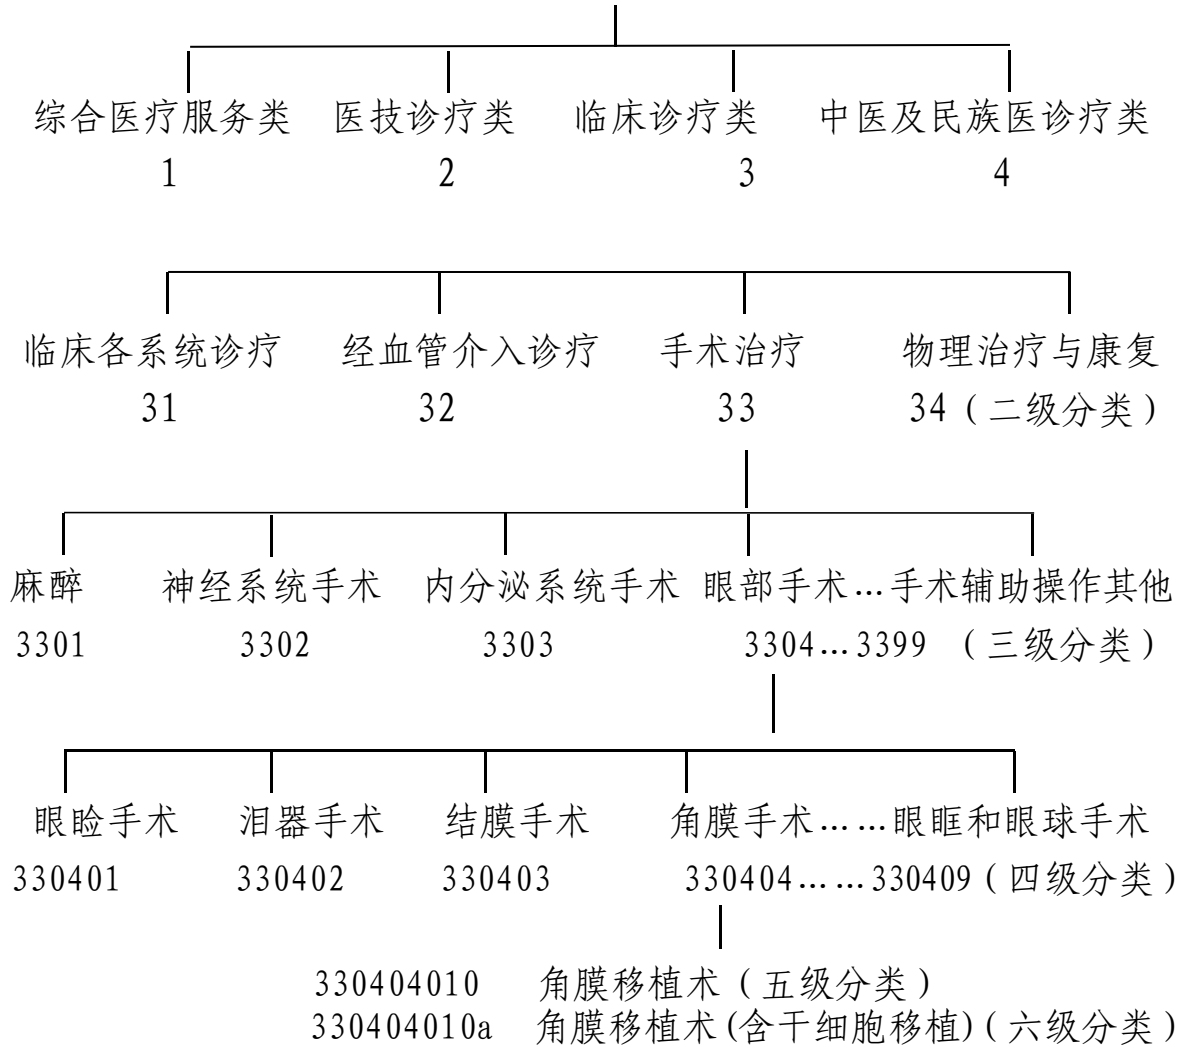 综合医疗服务类 医技诊疗类 临床诊疗类 中医及民族医诊疗类
1 2 3 4
临床各系统诊疗 经血管介入诊疗 手术治疗 物理治疗与康复
31 32 33 34（二级分类）
麻醉 神经系统手术 内分泌系统手术 眼部手术…手术辅助操作其他
3301 3302 3303 3304…3399 （三级分类）
眼睑手术 泪器手术 结膜手术 角膜手术……眼眶和眼球手术
330401 330402 330403 330404……330409（四级分类）
330404010 角膜移植术（五级分类）
330404010a 角膜移植术(含干细胞移植)（六级分类）